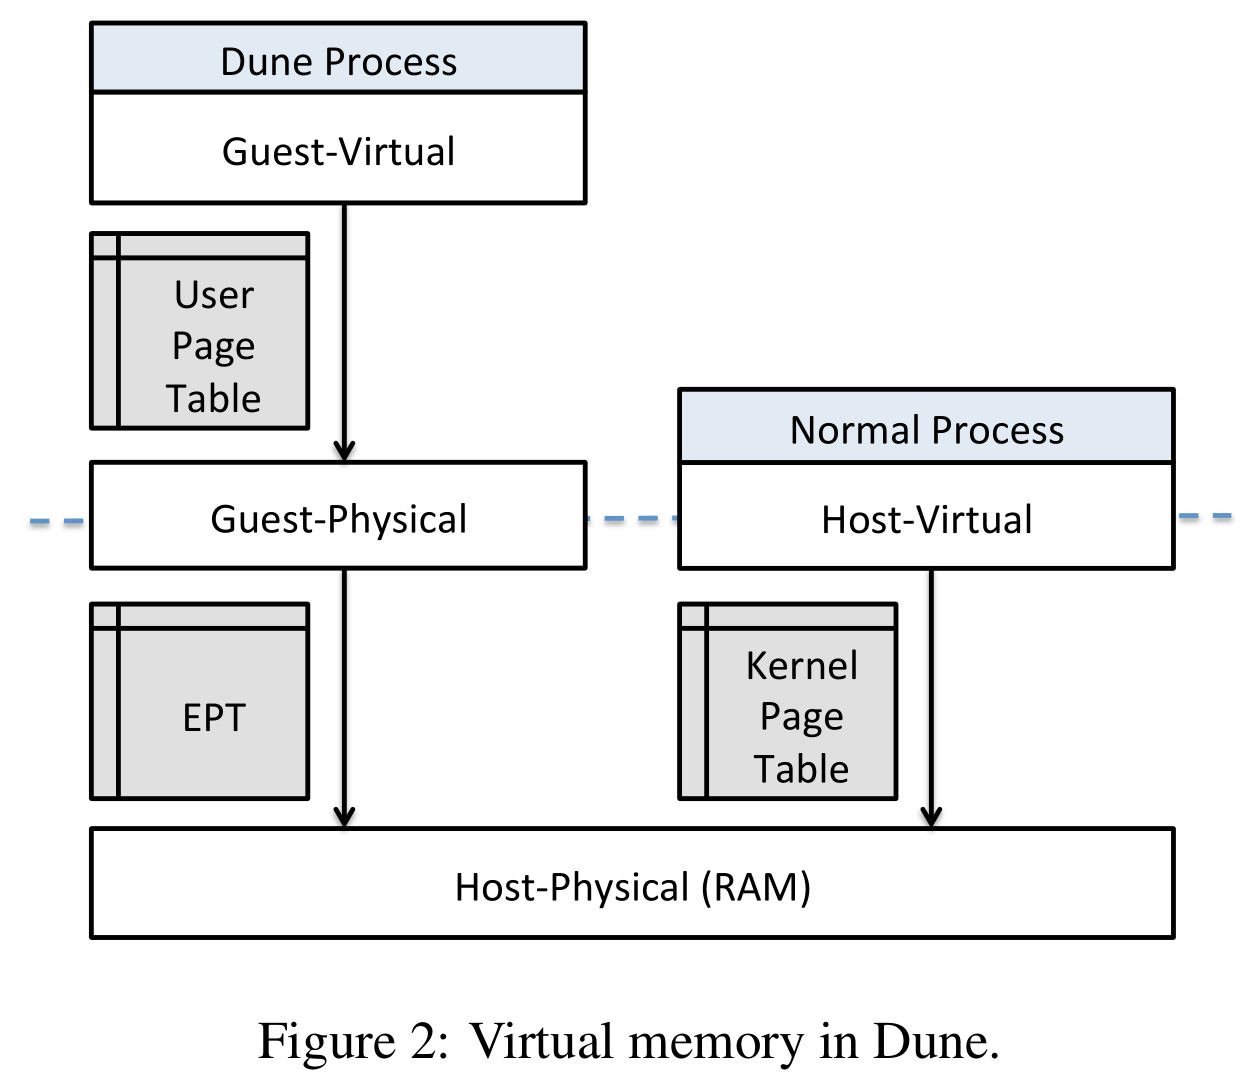 Dune Process
Guest-Virtual
User
Page
Table
Normal Process
Guest-Physical
Host-Virtual
EPT
Kernel
Page
Table
Host-Physical (RAM)
Figure 2: Virtual memory in Dune.